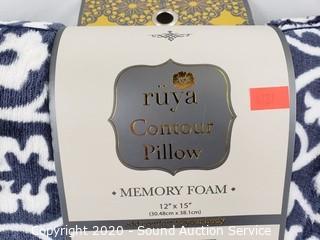 rüya
Contour
Pillow
• MEMORY FOAM •
12" x 15"
(30.48cm x 38.1cm)
Copyright 2020 - Sound Auction Service